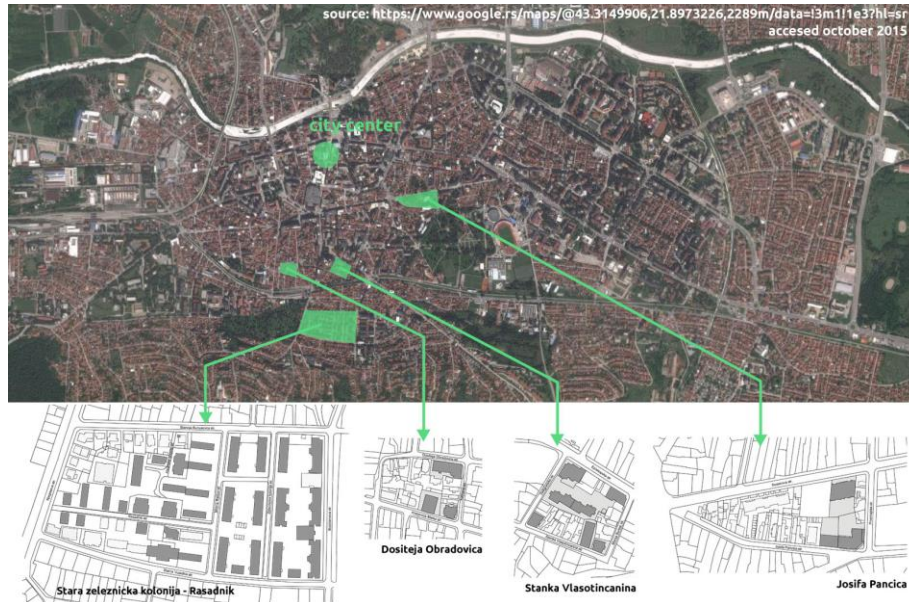 source: https://www.google.rs/maps/@43.3149906,21.8973226,2289m/data=!3m1!1e3?hl=sr
accesed october 2015
city center
Dositeja Obradovica
Stanka Vlasotincanina
Josifa Pancica
Stara zeleznicka kolonija - Rasadnik